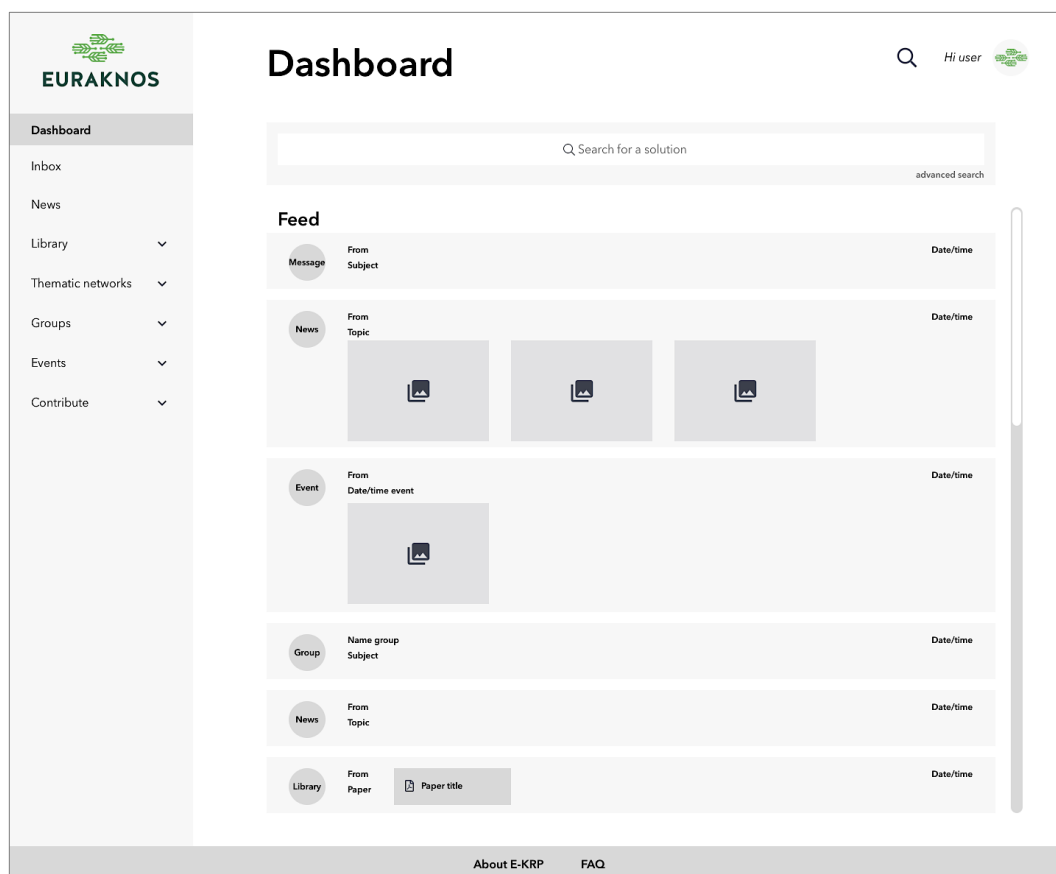 EURAKNOS
Dashboard
Inbox
News
Library
Thematic networks
Groups
Events
Contribute
Dashboard
Hi user
Search for a solution
advanced search
Feed
Message
From
Subject
Date/time
News
From
Topic
Date/time
Event
From
Date/time event
Date/time
Group
Name group
Subject
Date/time
News
From
Topic
Date/time
Library
From
Paper
Paper title
Date/time
About E-KRP FAQ